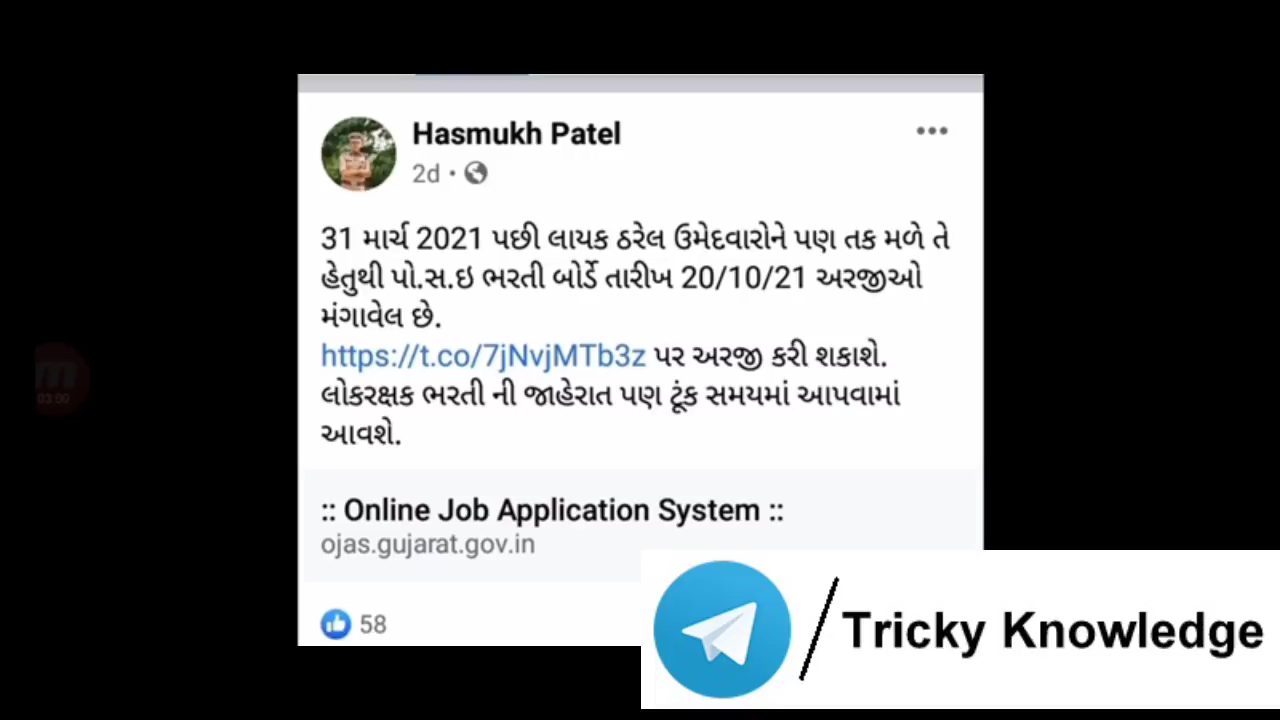 Hasmukh Patel
2d •
31 માર્ચ 2021 પછી લાયક ઠરેલ ઉમેદવારોને પણ તક મળે તે
હેતુથી પો.સ.ઇ ભરતી બોર્ડે તારીખ 20/10/21 અરજીઓ
મંગાવેલ છે.
https://t.co/7jNvjMTb3z પર અરજી કરી શકાશે.
લોકરક્ષક ભરતી ની જાહેરાત પણ ટૂંક સમયમાં આપવામાં
આવશે.
:: Online Job Application System ::
ojas.gujarat.gov.in
58
/ Tricky Knowledge
m
03:00